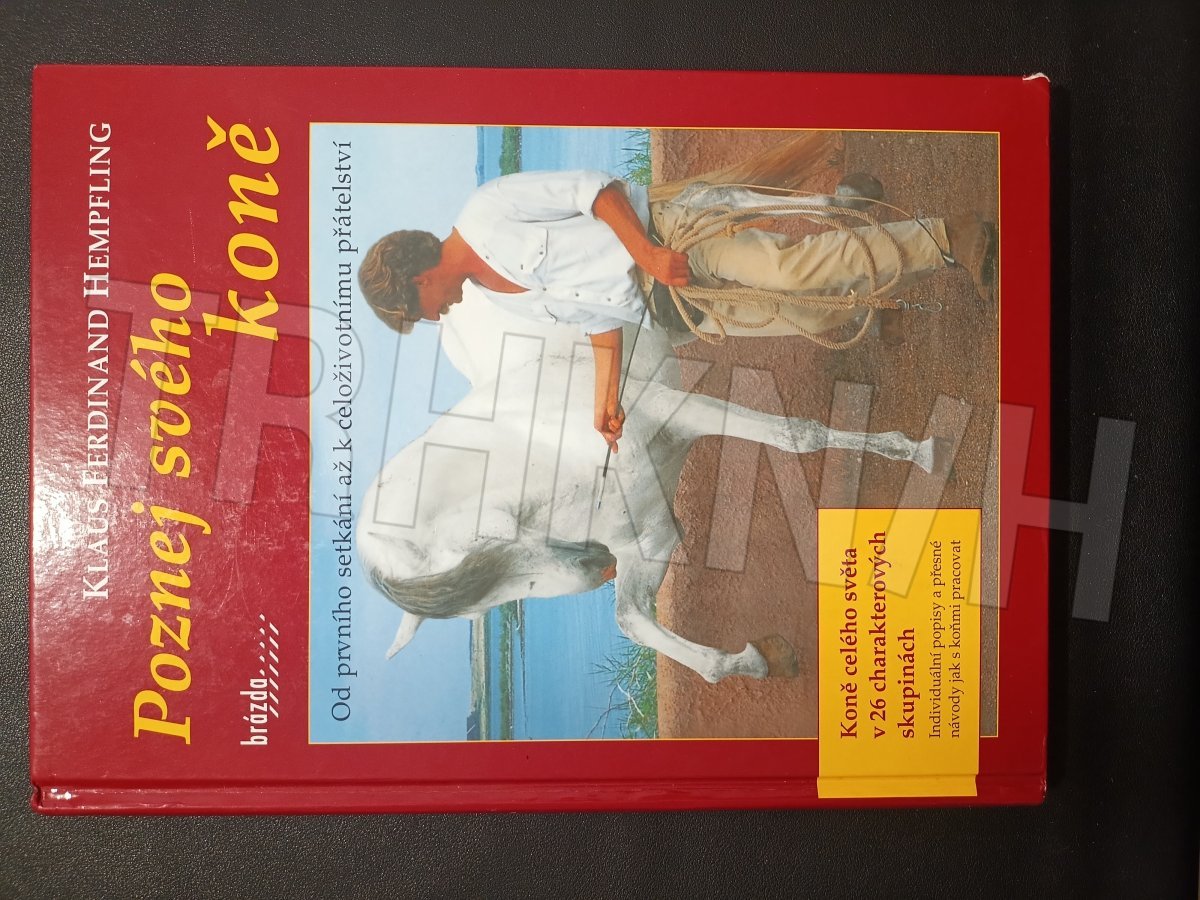 KLAUS FERDINAND HEMPFLING
Poznej svého
koně
brázda
Od prvního setkání až k celoživotnímu přátelství
Koně celého světa
v 26 charakterových
skupinách
Individuální popisy a přesné
návody jak s koňmi pracovat
TRHKNIH